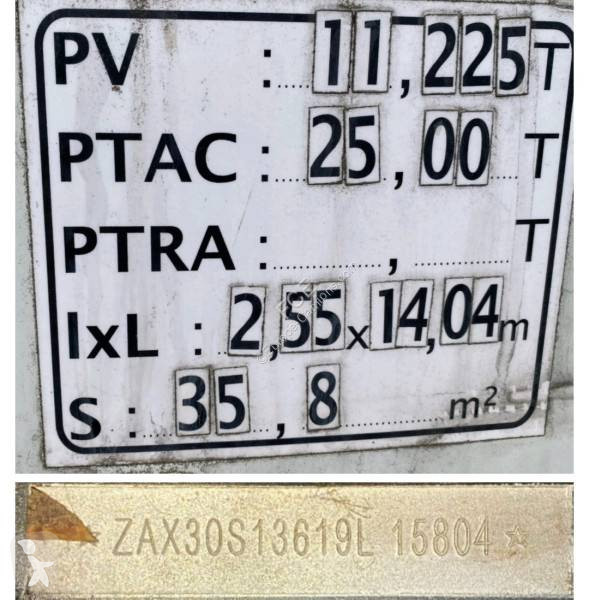 PV : 11,225 T
PTAC : 25,00 T
PTRA : , T
lxL : 2,55 x 14,04 m
S : 35,8 m²
* ZAX30S13619L 15804 *